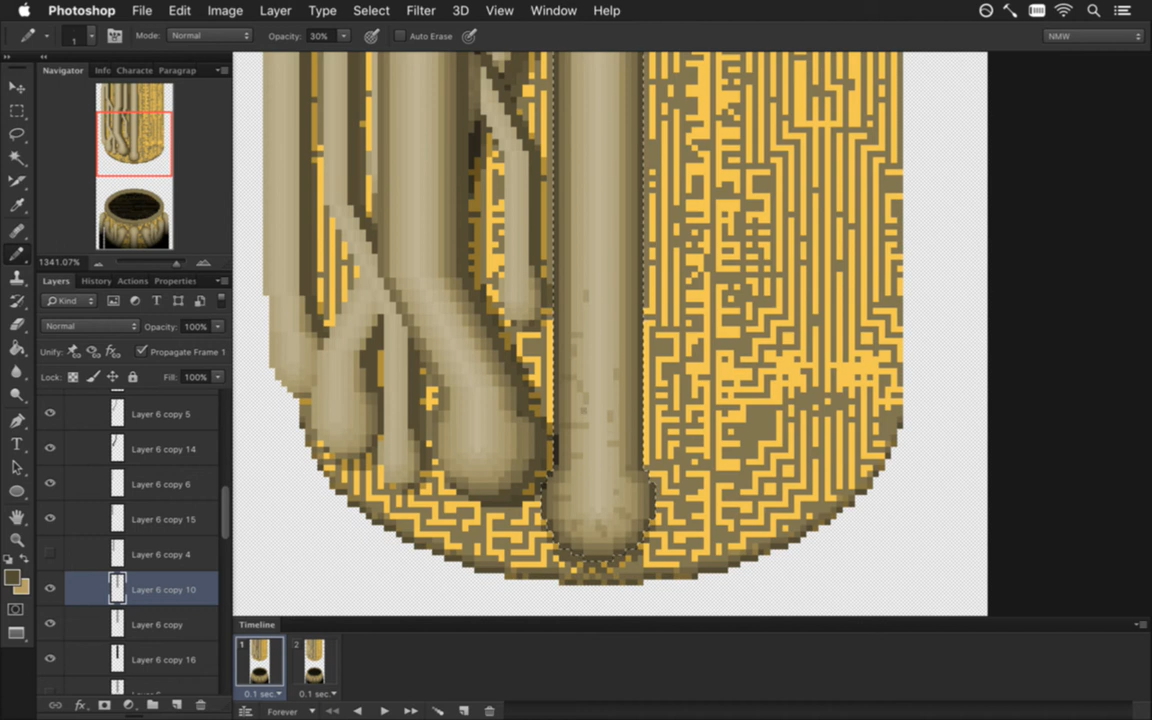 Photoshop File Edit Image Layer Type Select Filter 3D View Window Help
1 Mode: Normal Opacity: 30% Auto Erase NMW
Navigator Info Characte Paragrap
1341.07%
Layers History Actions Properties
Kind
Normal Opacity: 100%
Unify: Propagate Frame 1
Lock: Fill: 100%
Layer 6 copy 5
Layer 6 copy 14
Layer 6 copy 6
Layer 6 copy 15
Layer 6 copy 4
Layer 6 copy 10
Layer 6 copy
Layer 6 copy 16
fx
Timeline
1 2
0.1 sec. 0.1 sec.
Forever